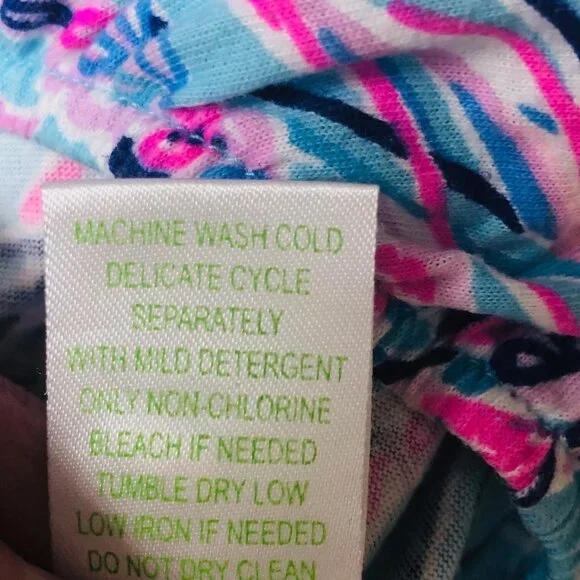 MACHINE WASH COLD
DELICATE CYCLE
SEPARATELY
WITH MILD DETERGENT
ONLY NON-CHLORINE
BLEACH IF NEEDED
TUMBLE DRY LOW
LOW IRON IF NEEDED
DO NOT DRY CLEAN